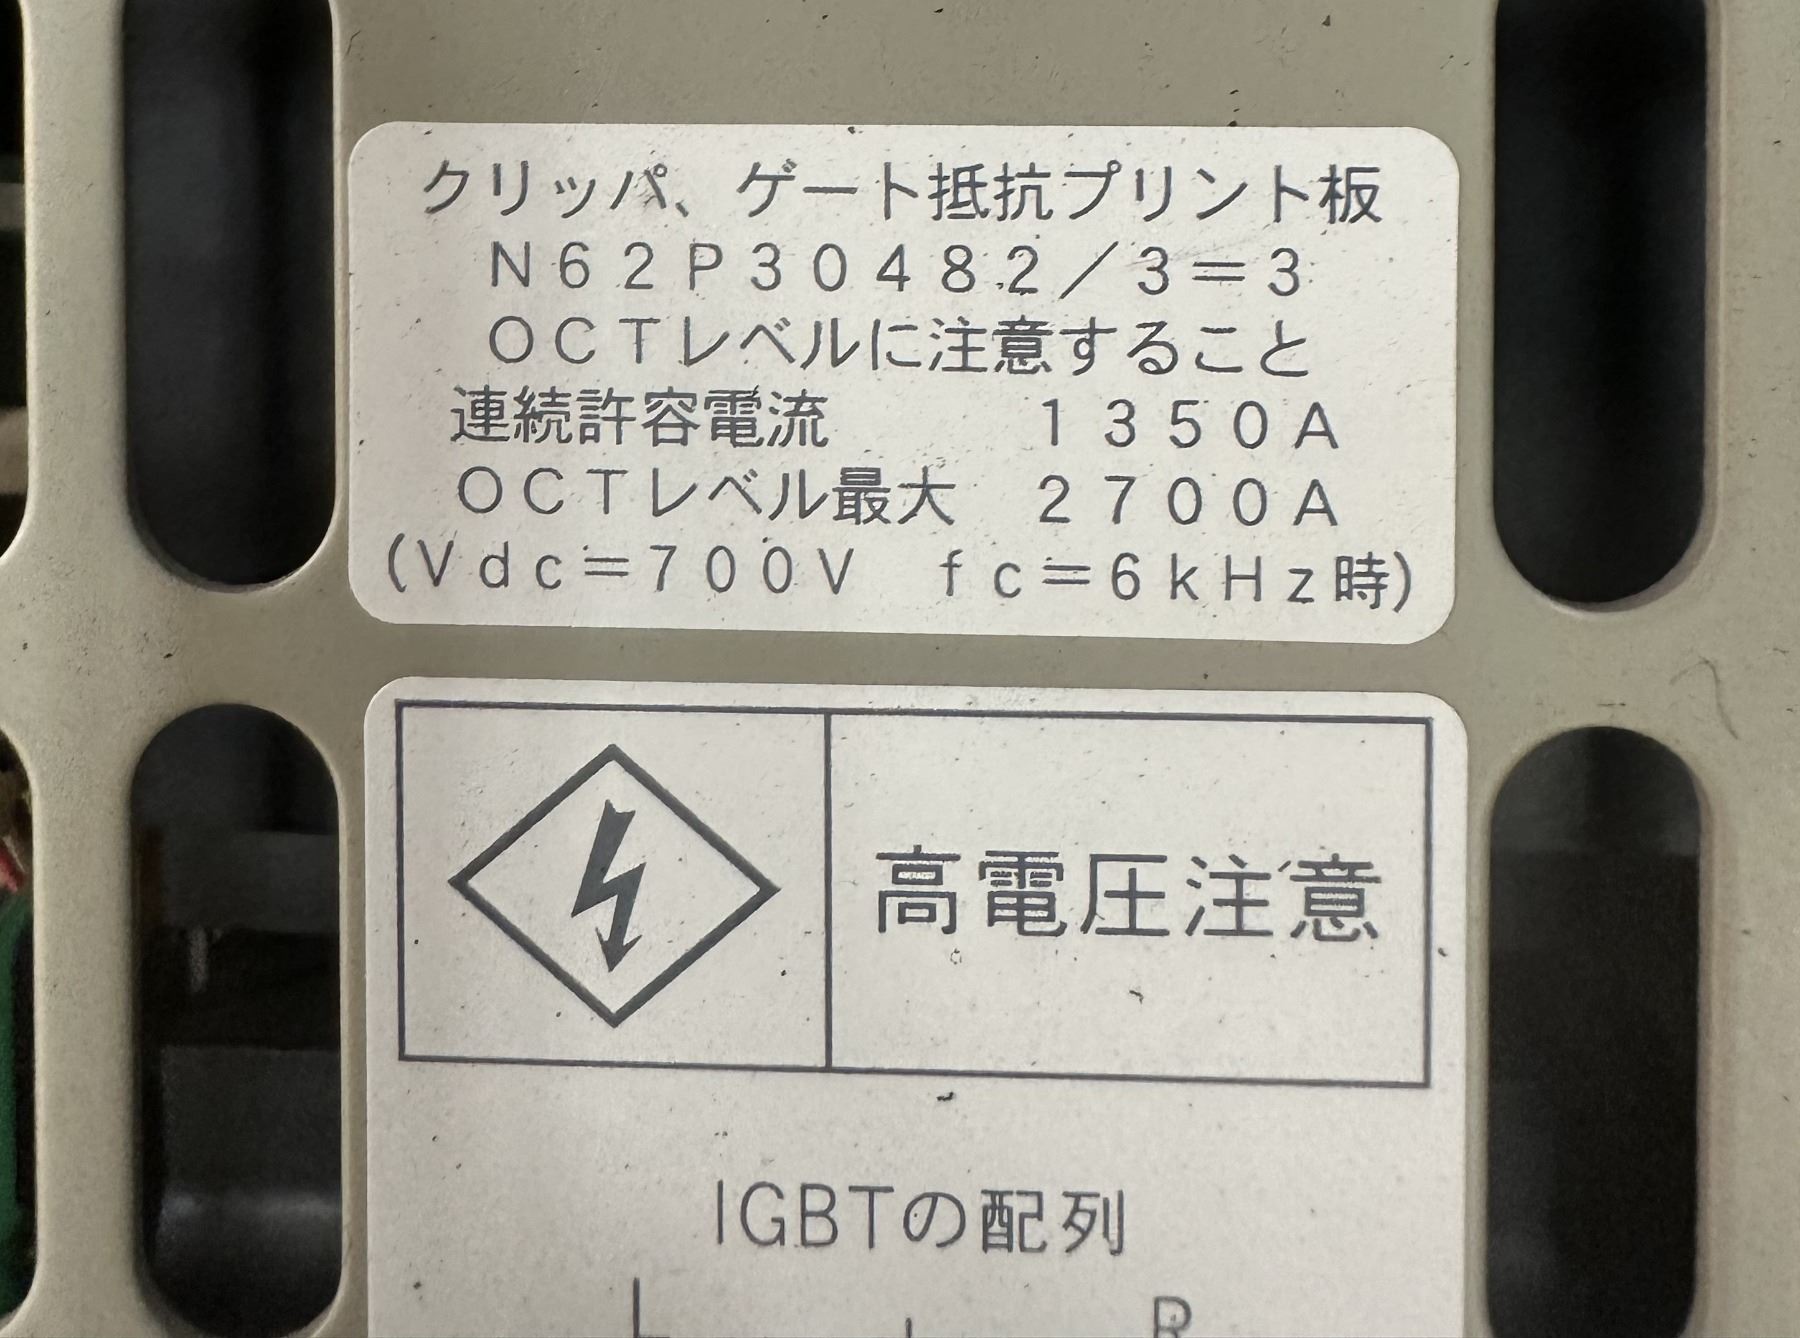 クリッパ、ゲート抵抗プリント板
N62P30482/3=3
OCTレベルに注意すること
連続許容電流 1350A
OCTレベル最大 2700A
(Vdc=700V fc=6kHz時)
高電圧注意
IGBTの配列
L R